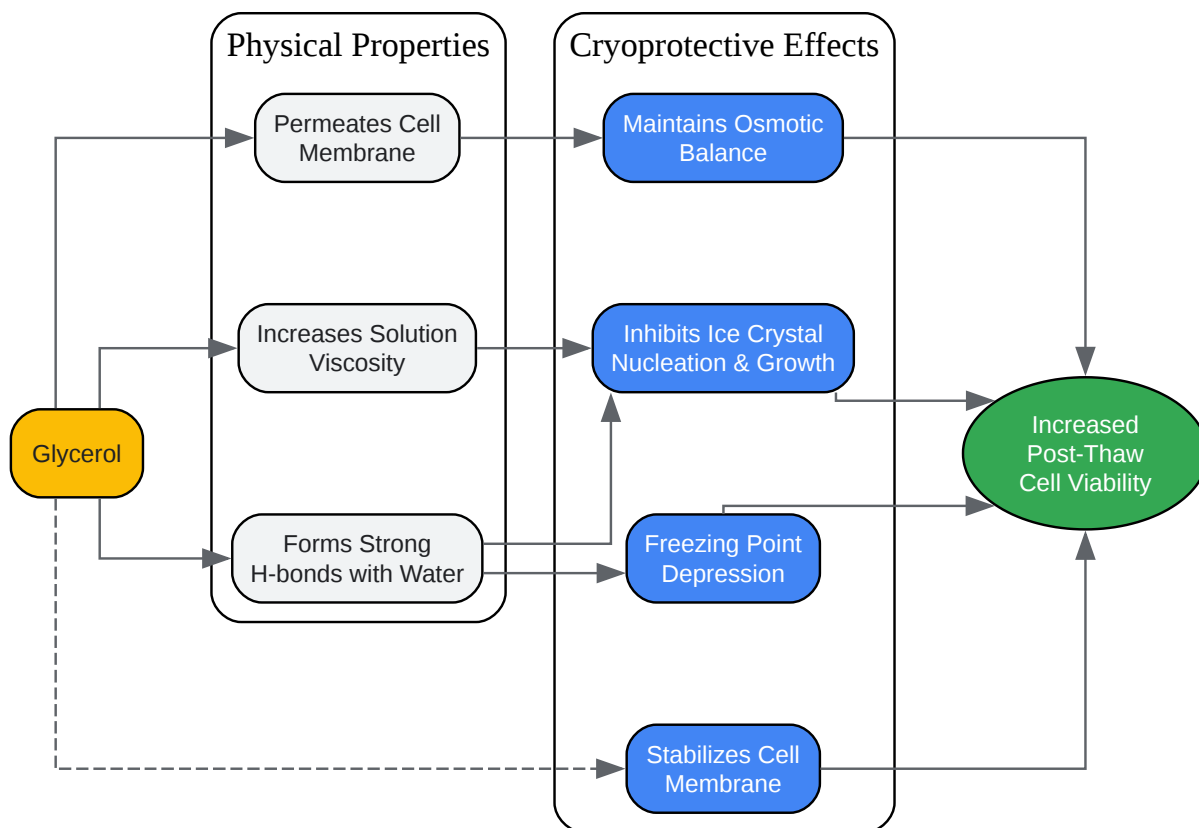 Physical Properties
Cryoprotective Effects
Permeates Cell
Membrane
Maintains Osmotic
Balance
Increases Solution
Viscosity
Inhibits Ice Crystal
Nucleation & Growth
Glycerol
Increased
Post-Thaw
Cell Viability
Forms Strong
H-bonds with Water
Freezing Point
Depression
Stabilizes Cell
Membrane